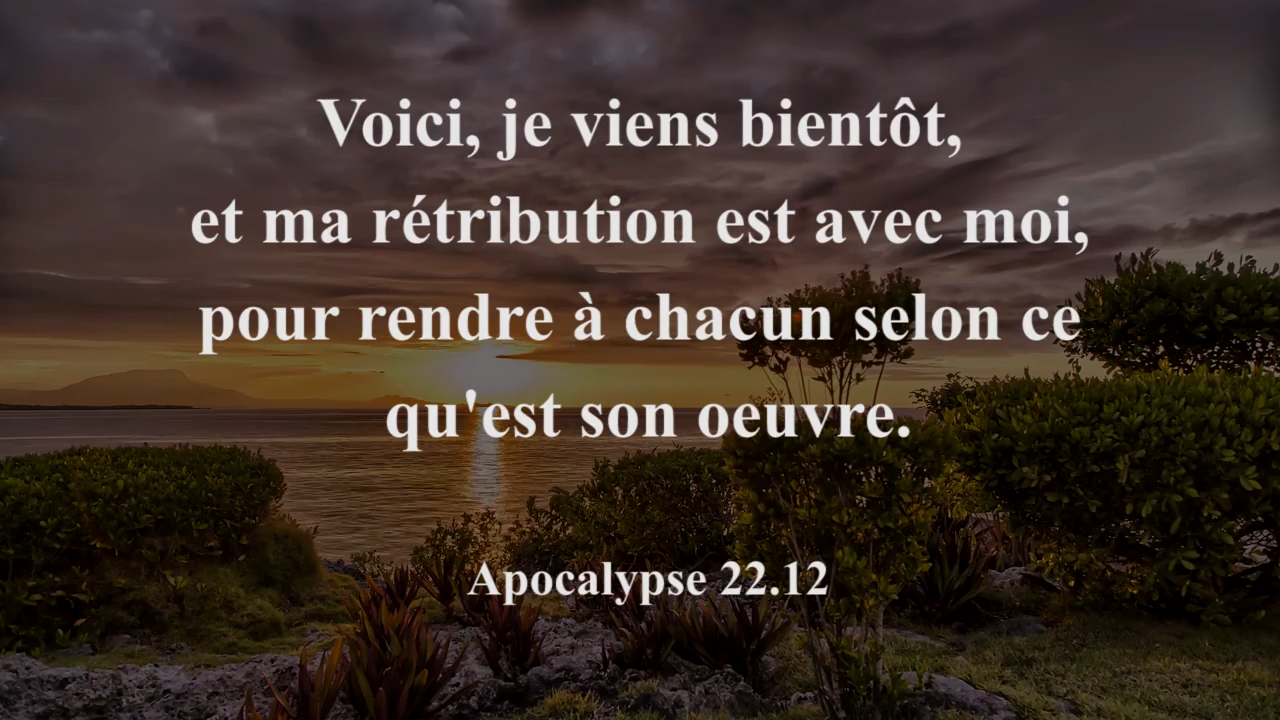 Voici, je viens bientôt,
et ma rétribution est avec moi,
pour rendre à chacun selon ce
qu'est son oeuvre.
Apocalypse 22.12